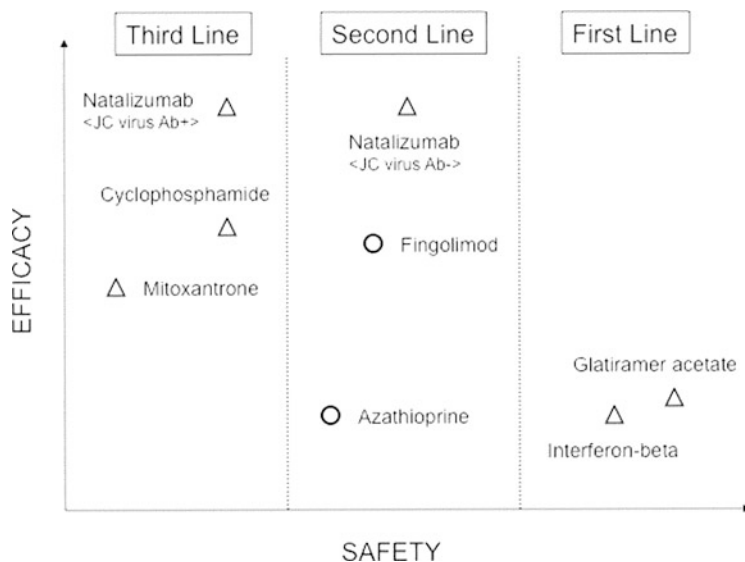 Third Line
Second Line
First Line
Natalizumab
<JC virus Ab+>
Natalizumab
<JC virus Ab->
Cyclophosphamide
Fingolimod
Mitoxantrone
Glatiramer acetate
Azathioprine
Interferon-beta
EFFICACY
SAFETY